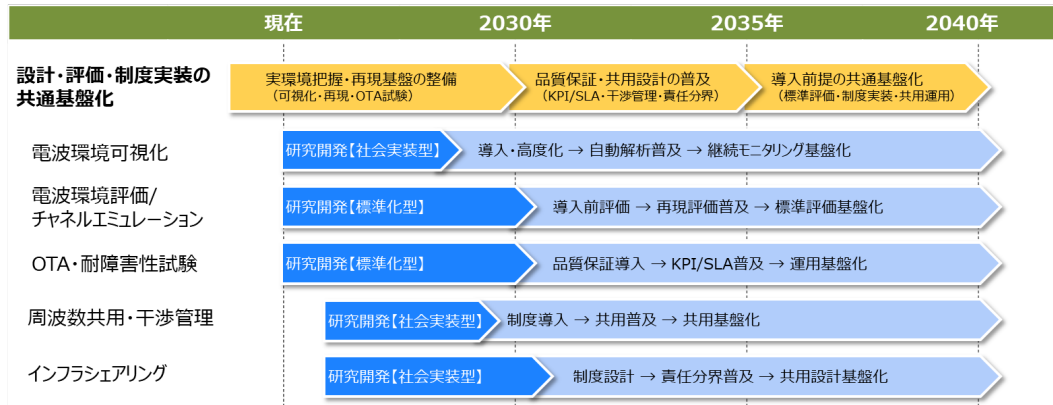 現在 2030年 2035年 2040年
設計・評価・制度実装の
共通基盤化
実環境把握・再現基盤の整備
（可視化・再現・OTA試験）
品質保証・共用設計の普及
（KPI/SLA・干渉管理・責任分界）
導入前提の共通基盤化
（標準評価・制度実装・共用運用）
電波環境可視化
研究開発【社会実装型】
導入・高度化 → 自動解析普及 → 継続モニタリング基盤化
電波環境評価/
チャネルエミュレーション
研究開発【標準化型】
導入前評価 → 再現評価普及 → 標準評価基盤化
OTA・耐障害性試験
研究開発【標準化型】
品質保証導入 → KPI/SLA普及 → 運用基盤化
周波数共用・干渉管理
研究開発【社会実装型】
制度導入 → 共用普及 → 共用基盤化
インフラシェアリング
研究開発【社会実装型】
制度設計 → 責任分界普及 → 共用設計基盤化